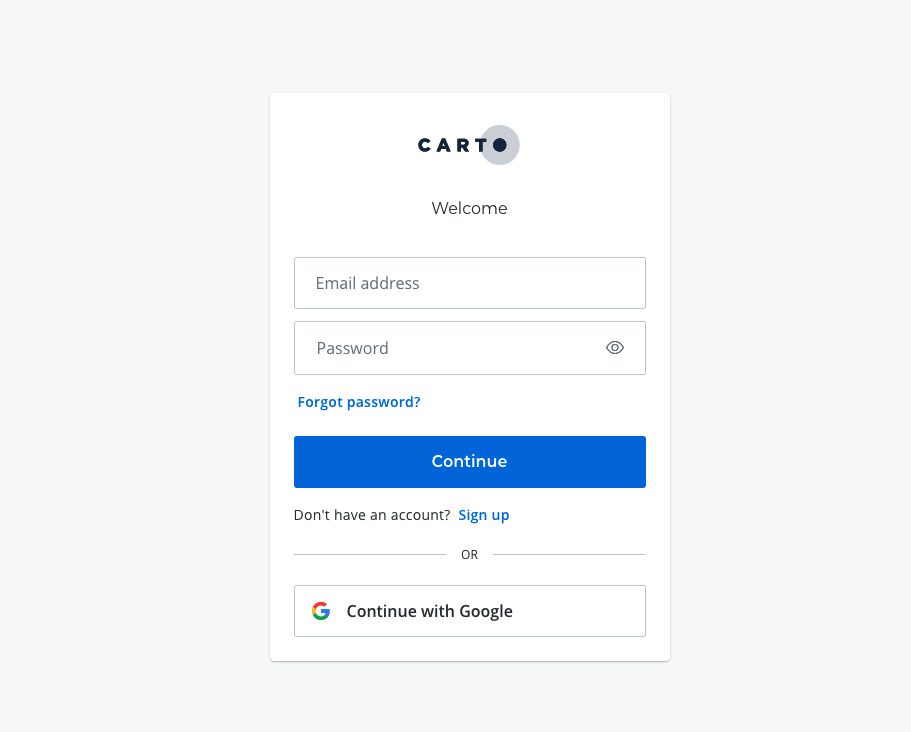 CARTO
Welcome
Email address
Password
Forgot password?
Continue
Don't have an account? Sign up
OR
Continue with Google